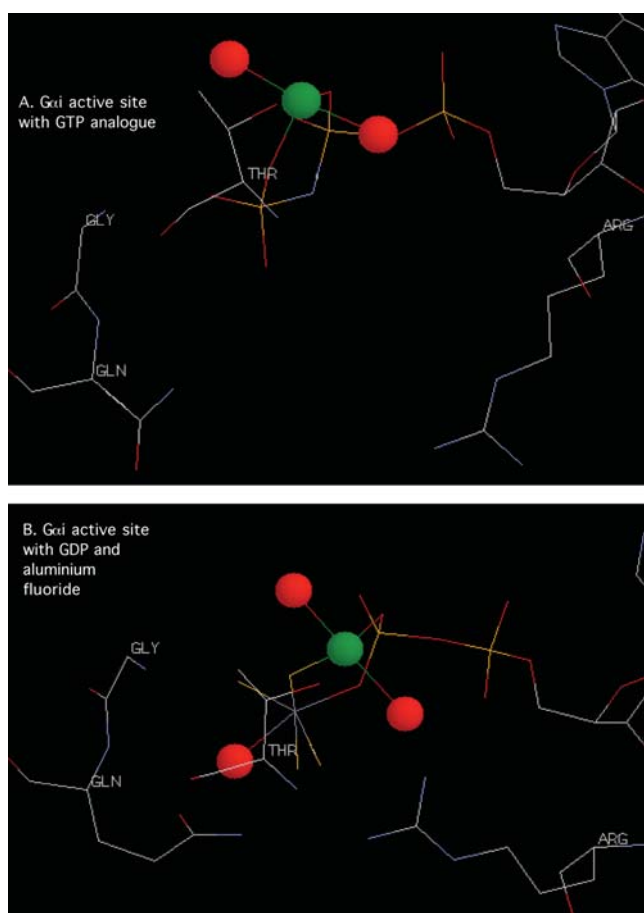 A. Gαi active site
with GTP analogue
THR
GLY
ARG
GLN
B. Gαi active site
with GDP and
aluminium
fluoride
GLY
THR
GLN
ARG